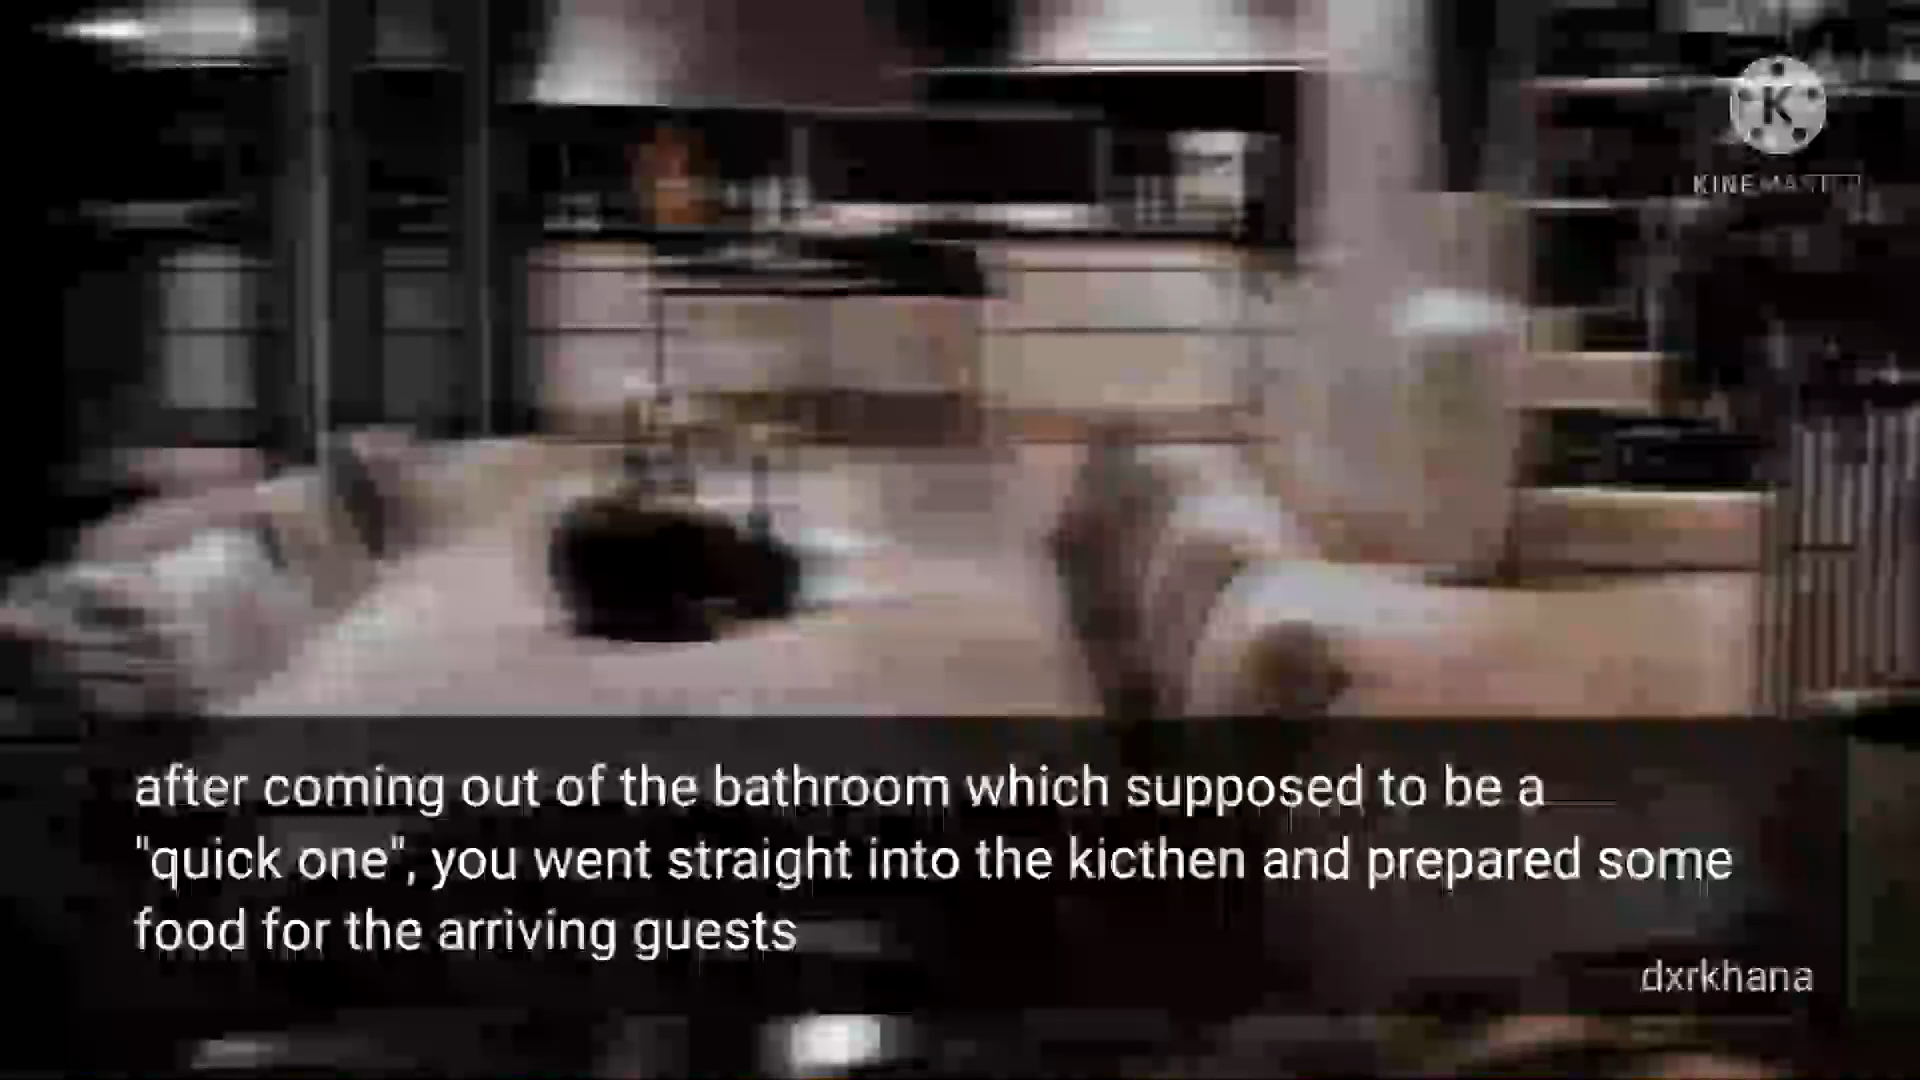 K
KINEMASTER
after coming out of the bathroom which supposed to be a
"quick one", you went straight into the kicthen and prepared some
food for the arriving guests
dxrkhana